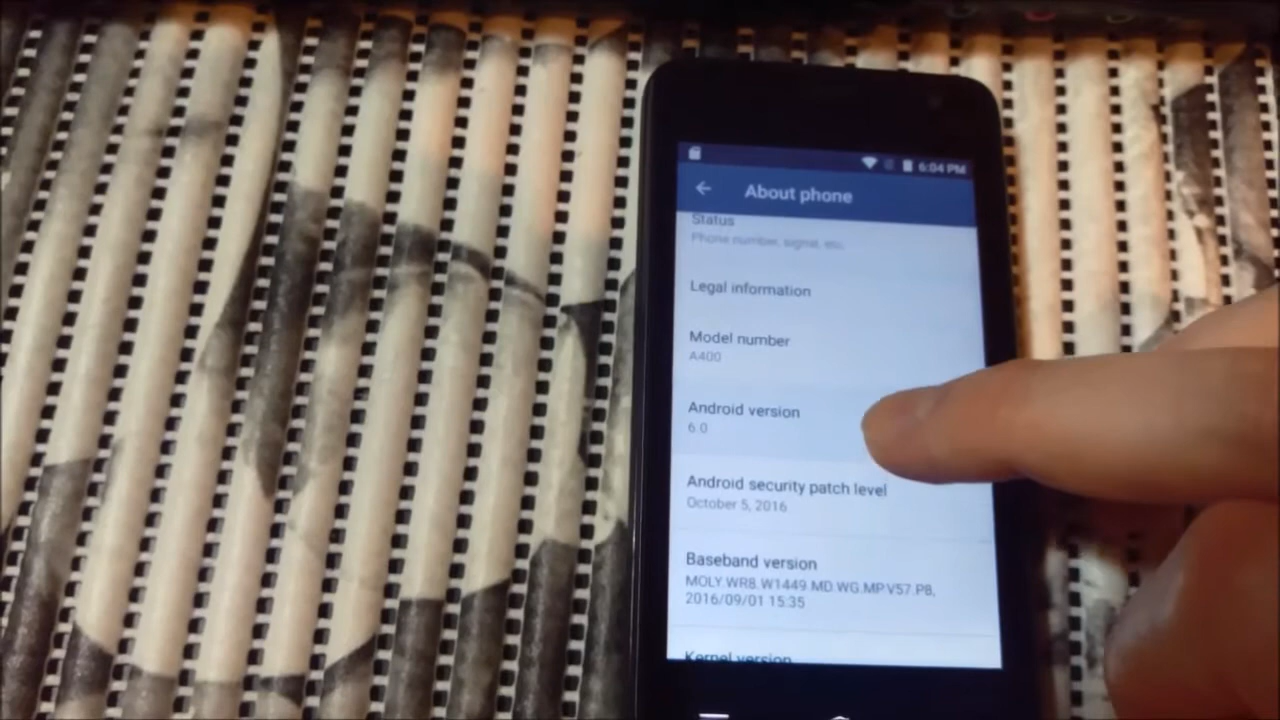 6:04 PM
About phone
Status
Phone number, signal, etc.
Legal information
Model number
A400
Android version
6.0
Android security patch level
October 5, 2016
Baseband version
MOLY.WR8.W1449.MD.WG.MP.V57.P8,
2016/09/01 15:35
Kernel version